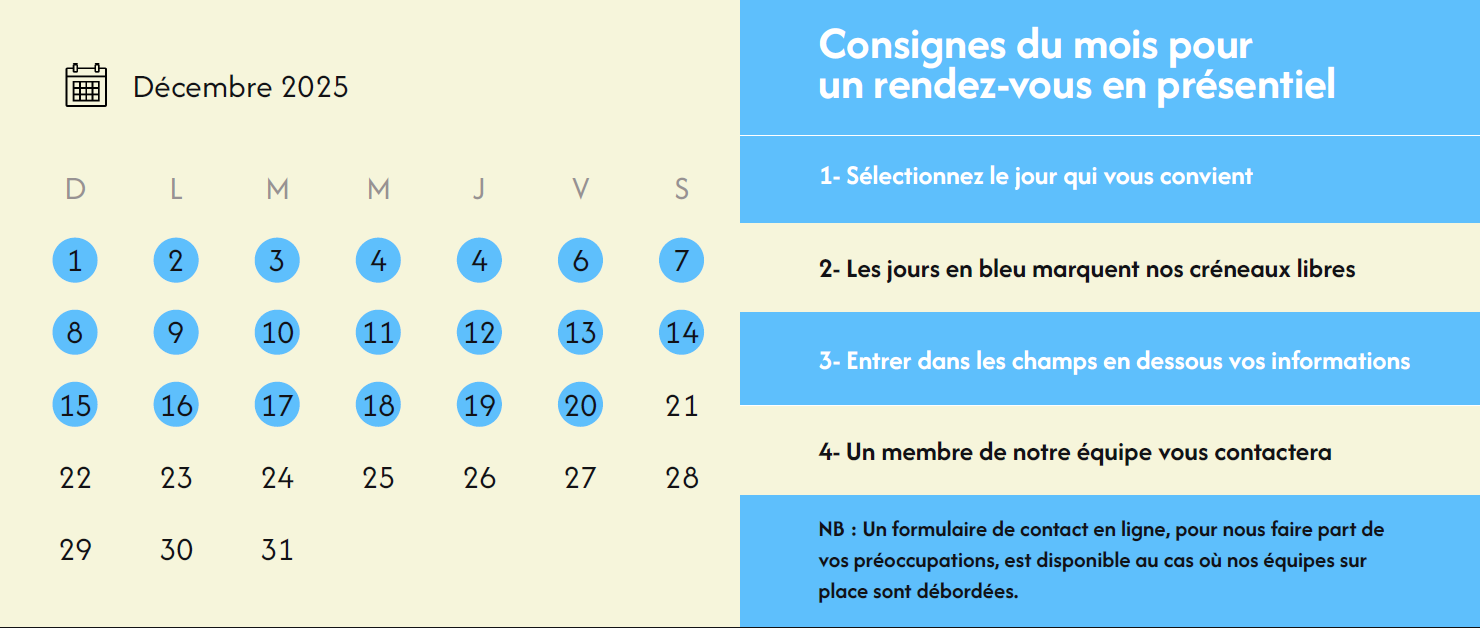 Décembre 2025
D L M M J V S
1 2 3 4 4 6 7
8 9 10 11 12 13 14
15 16 17 18 19 20 21
22 23 24 25 26 27 28
29 30 31
Consignes du mois pour
un rendez-vous en présentiel
1- Sélectionnez le jour qui vous convient
2- Les jours en bleu marquent nos créneaux libres
3- Entrer dans les champs en dessous vos informations
4- Un membre de notre équipe vous contactera
NB : Un formulaire de contact en ligne, pour nous faire part de
vos préoccupations, est disponible au cas où nos équipes sur
place sont débordées.